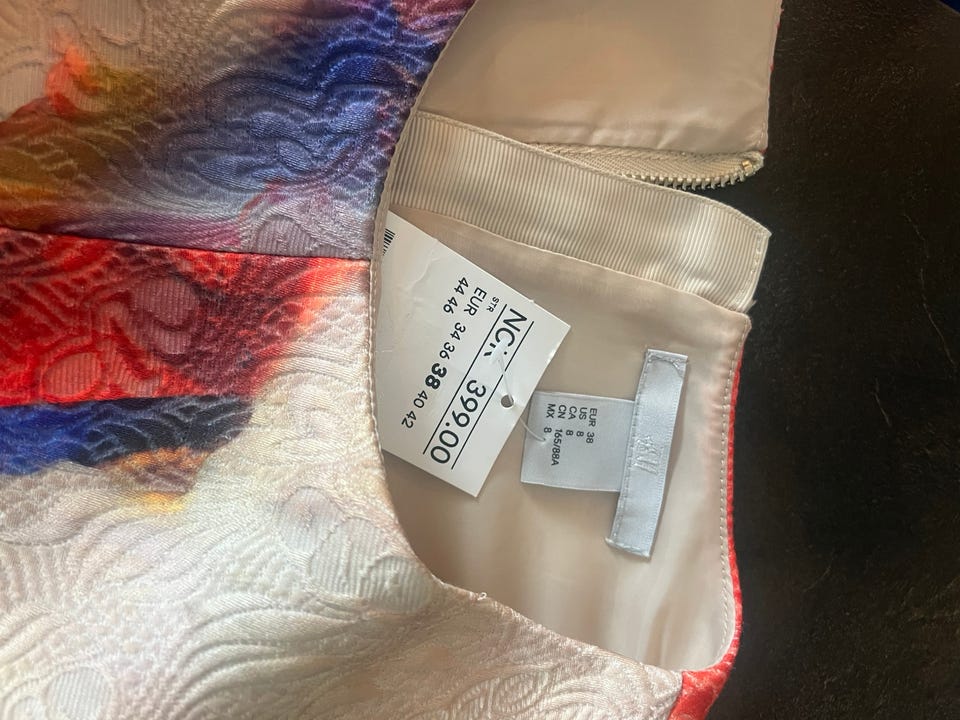 NOK 399.00
STR
EUR 34 36 38 40 42
44 46
H&M
EUR 38
US 8
CA 8
CN 165/88A
MX 8